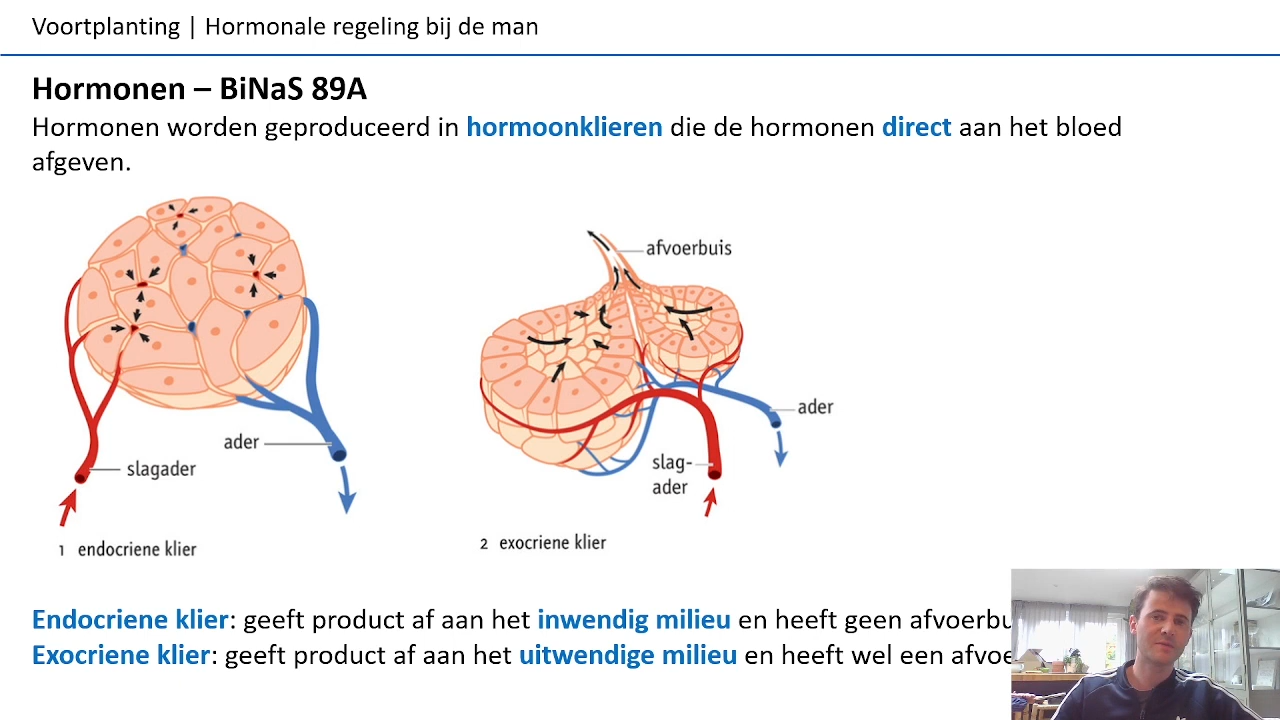 Voortplanting | Hormonale regeling bij de man
Hormonen – BiNaS 89A
Hormonen worden geproduceerd in hormoonklieren die de hormonen direct aan het bloed
afgeven.
afvoerbuis
ader
ader
slagader
slag-
ader
1 endocriene klier
2 exocriene klier
Endocriene klier: geeft product af aan het inwendig milieu en heeft geen
Exocriene klier: geeft product af aan het uitwendige milieu en heeft wel een